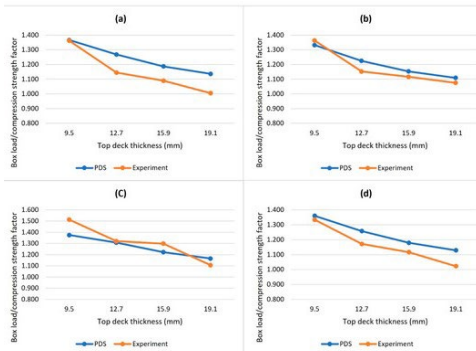 (a)
Box load/compression strength factor
1.400
1.300
1.200
1.100
1.000
0.900
0.800
9.5 12.7 15.9 19.1
Top deck thickness (mm)
PDS Experiment
(b)
Box load/compression strength factor
1.400
1.300
1.200
1.100
1.000
0.900
0.800
9.5 12.7 15.9 19.1
Top deck thickness (mm)
PDS Experiment
(C)
Box load/compression strength factor
1.600
1.500
1.400
1.300
1.200
1.100
1.000
0.900
0.800
9.5 12.7 15.9 19.1
Top deck thickness (mm)
PDS Experiment
(d)
Box load/compression strength factor
1.400
1.300
1.200
1.100
1.000
0.900
0.800
9.5 12.7 15.9 19.1
Top deck thickness (mm)
PDS Experiment